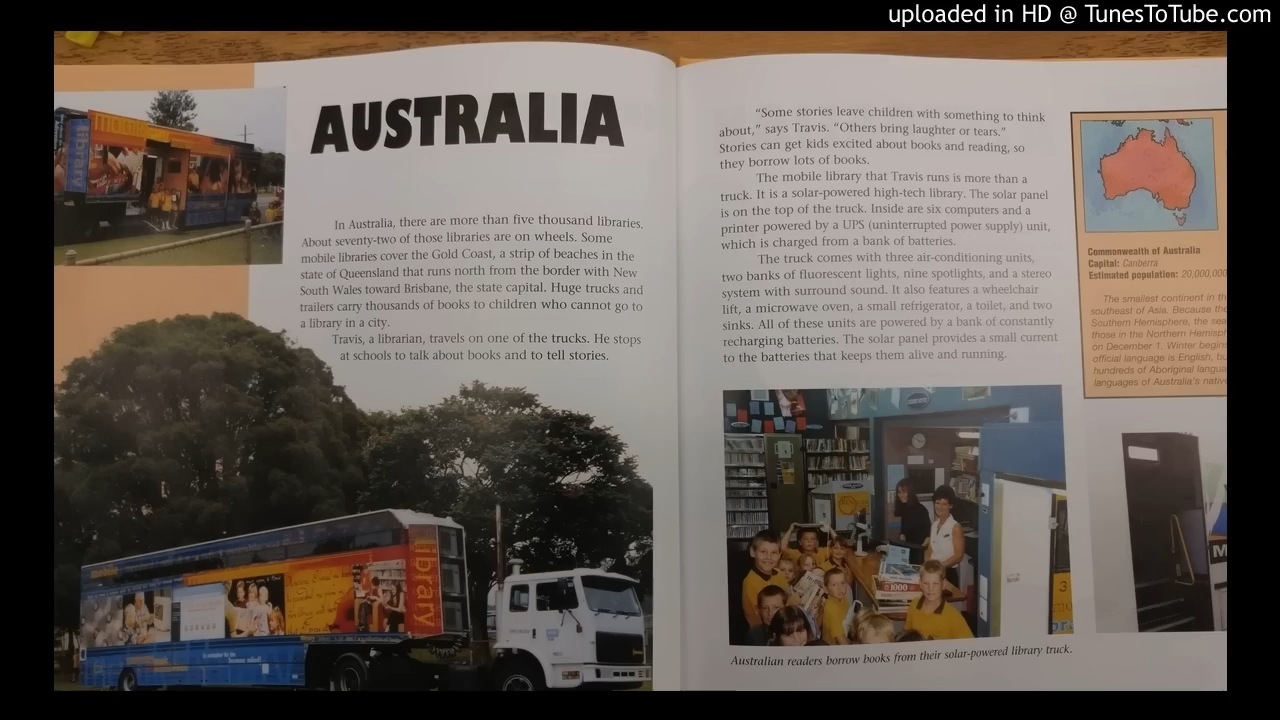 uploaded in HD @ TunesToTube.com
AUSTRALIA
In Australia, there are more than five thousand libraries.
About seventy-two of those libraries are on wheels. Some
mobile libraries cover the Gold Coast, a strip of beaches in the
state of Queensland that runs north from the border with New
South Wales toward Brisbane, the state capital. Huge trucks and
trailers carry thousands of books to children who cannot go to
a library in a city.
Travis, a librarian, travels on one of the trucks. He stops
at schools to talk about books and to tell stories.
library
library
“Some stories leave children with something to think
about,” says Travis. “Others bring laughter or tears.”
Stories can get kids excited about books and reading, so
they borrow lots of books.
The mobile library that Travis runs is more than a
truck. It is a solar-powered high-tech library. The solar panel
is on the top of the truck. Inside are six computers and a
printer powered by a UPS (uninterrupted power supply) unit,
which is charged from a bank of batteries.
The truck comes with three air-conditioning units,
two banks of fluorescent lights, nine spotlights, and a stereo
system with surround sound. It also features a wheelchair
lift, a microwave oven, a small refrigerator, a toilet, and two
sinks. All of these units are powered by a bank of constantly
recharging batteries. The solar panel provides a small current
to the batteries that keeps them alive and running.
1000
Australian readers borrow books from their solar-powered library truck.
Commonwealth of Australia
Capital: Canberra
Estimated population: 20,000,000
The smallest continent in th
southeast of Asia. Because the
Southern Hemisphere, the sea
those in the Northern Hemisph
on December 1. Winter begins
official language is English, bu
hundreds of Aboriginal langua
languages of Australia's native
M